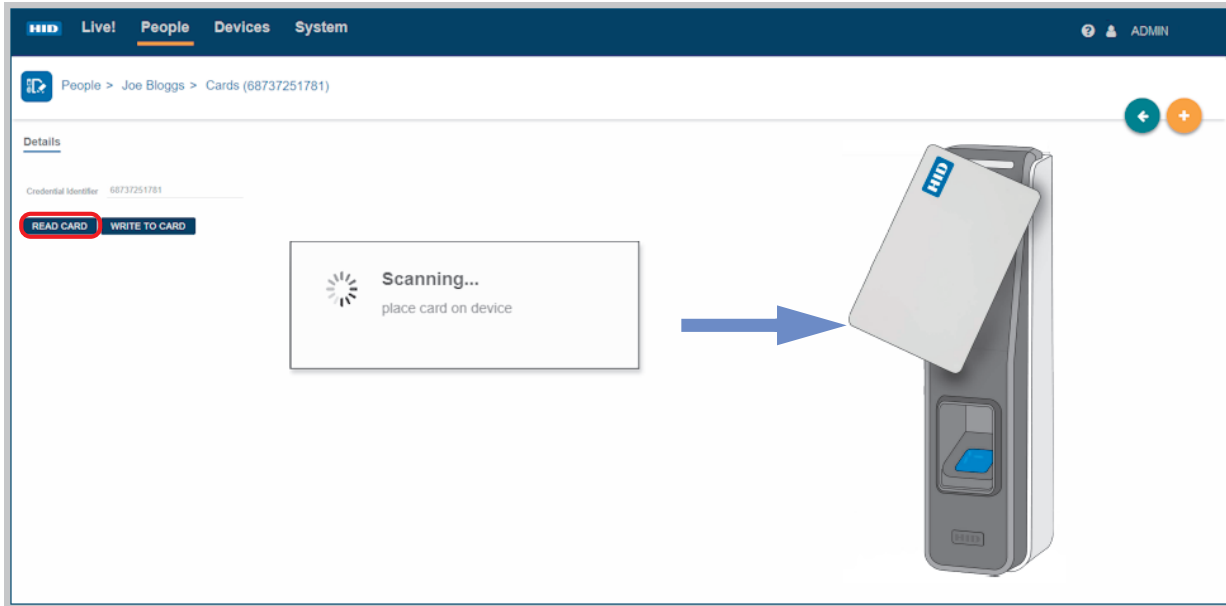 HID Live! People Devices System ADMIN
People > Joe Bloggs > Cards (68737251781)
Details
Credential Identifier 68737251781
READ CARD WRITE TO CARD
Scanning...
place card on device
HID